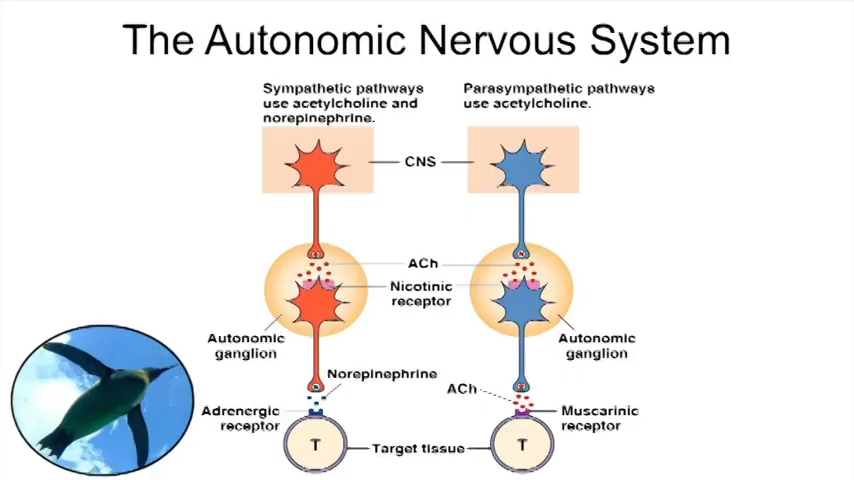 The Autonomic Nervous System
Sympathetic pathways
use acetylcholine and
norepinephrine.
Parasympathetic pathways
use acetylcholine.
CNS
ACh
Nicotinic
receptor
Autonomic
ganglion
Autonomic
ganglion
Norepinephrine
ACh
Adrenergic
receptor
Muscarinic
receptor
T
Target tissue
T